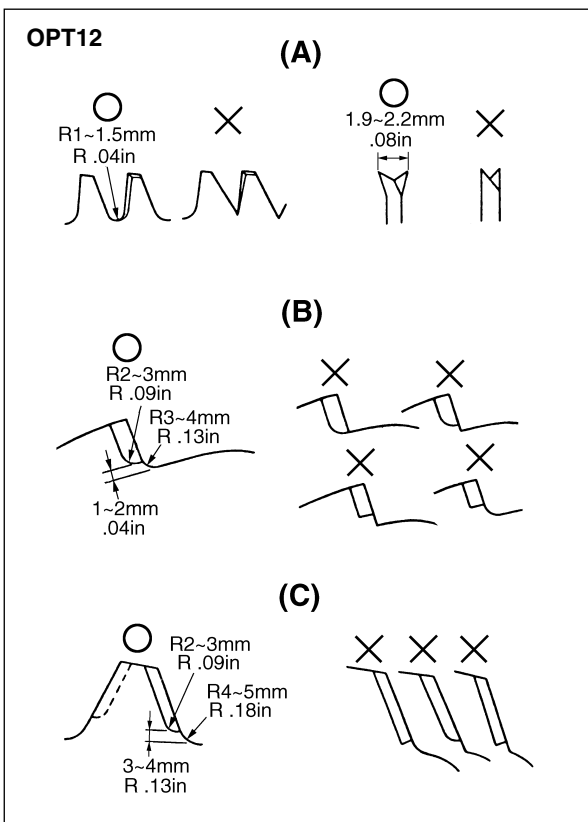 OPT12
(A)
R1~1.5mm
R .04in
1.9~2.2mm
.08in
(B)
R2~3mm
R .09in
R3~4mm
R .13in
1~2mm
.04in
(C)
R2~3mm
R .09in
R4~5mm
R .18in
3~4mm
R .13in